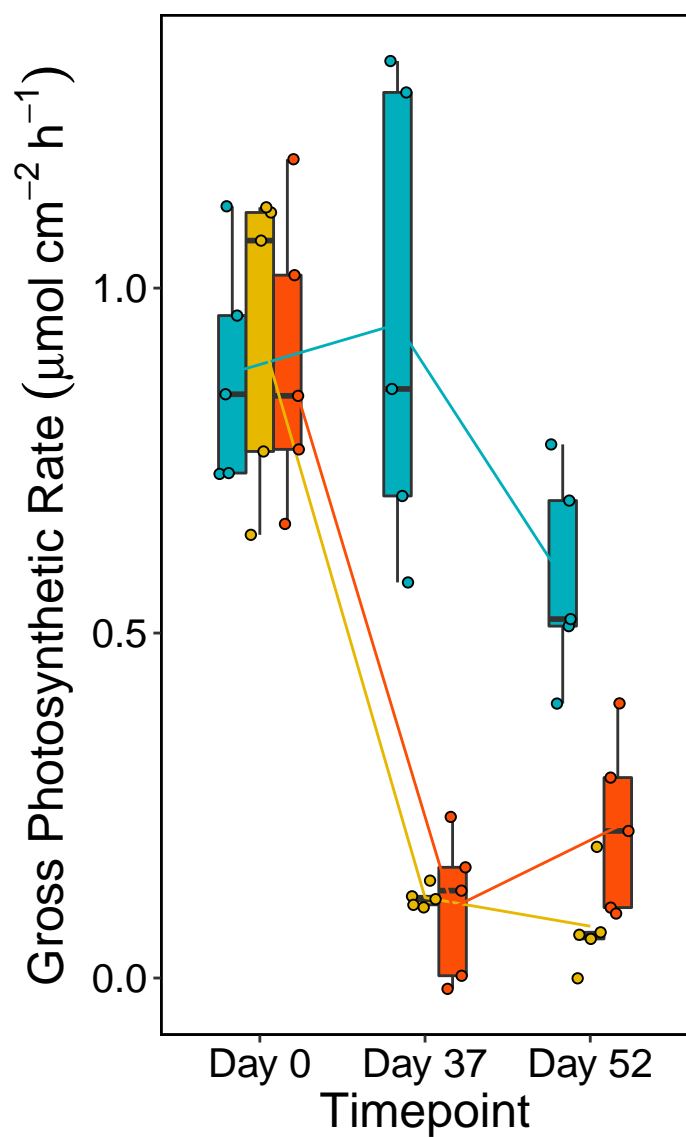 Gross Photosynthetic Rate (μmol cm⁻² h⁻¹)
1.0
0.5
0.0
Day 0 Day 37 Day 52
Timepoint